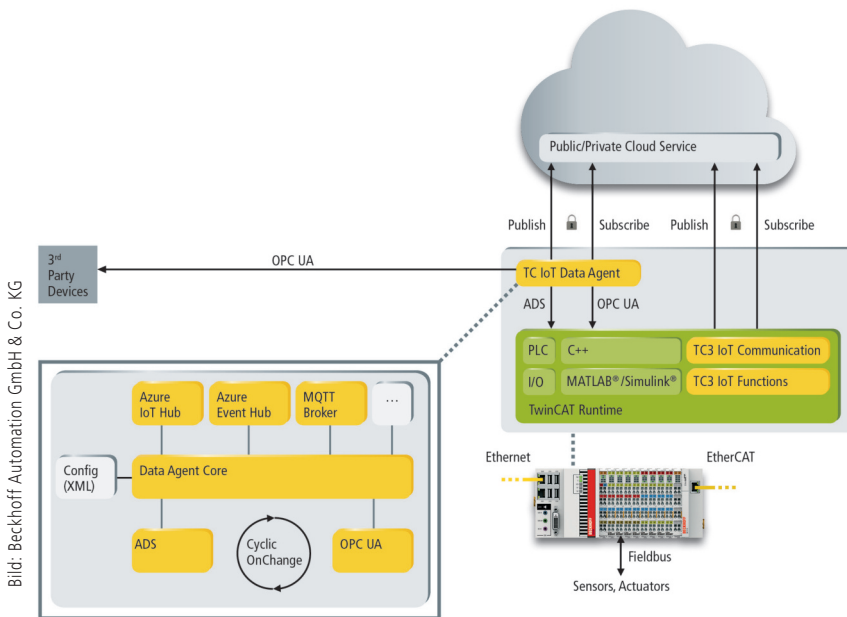 Public/Private Cloud Service
Publish
Subscribe
Publish
Subscribe
3rd
Party
Devices
OPC UA
TC IoT Data Agent
ADS
OPC UA
PLC
C++
TC3 IoT Communication
I/O
MATLAB®/Simulink®
TC3 IoT Functions
TwinCAT Runtime
Azure
IoT Hub
Azure
Event Hub
MQTT
Broker
...
Config
(XML)
Data Agent Core
ADS
Cyclic
OnChange
OPC UA
Ethernet
EtherCAT
Fieldbus
Sensors, Actuators
Bild: Beckhoff Automation GmbH & Co. KG